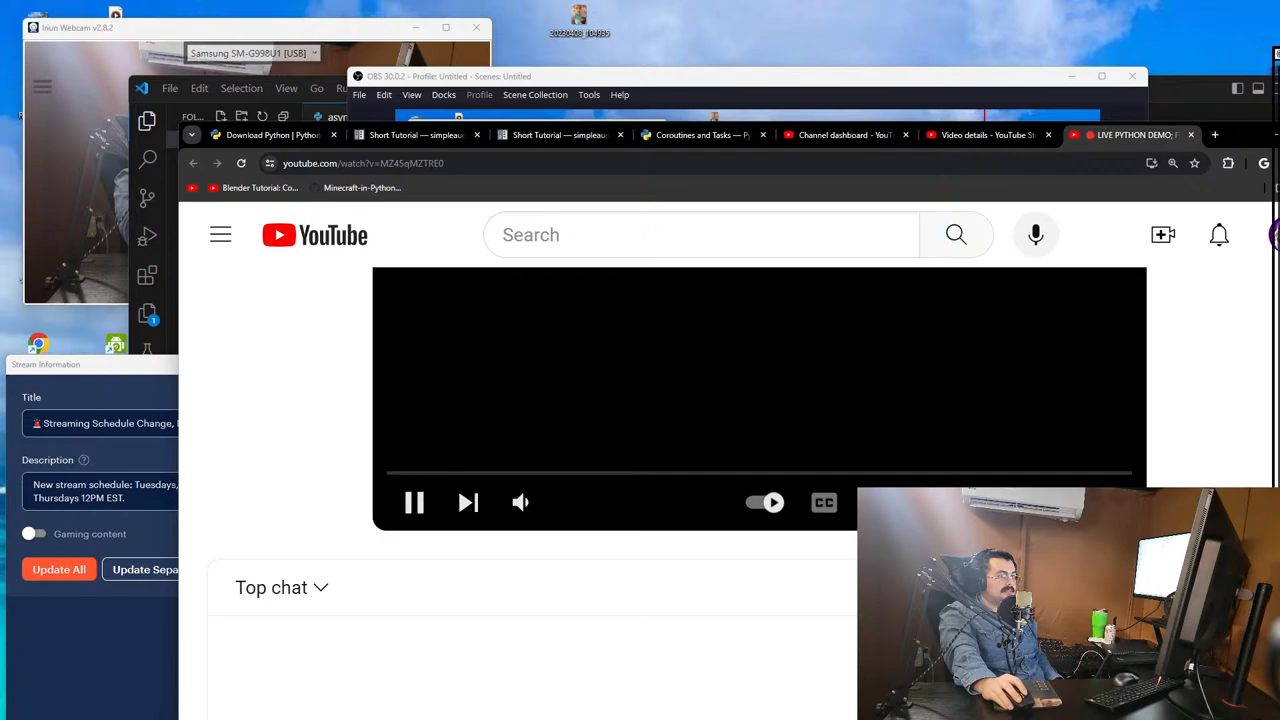 20230408_104935
Iriun Webcam v2.8.2
Samsung SM-G998U1 [USB]
OBS 30.0.2 - Profile: Untitled - Scenes: Untitled
File Edit Selection View Go
File Edit View Docks Profile Scene Collection Tools Help
Download Python | Python
Short Tutorial — simpleau
Short Tutorial — simpleau
Coroutines and Tasks — Py
Channel dashboard - YouTu
Video details - YouTube St
LIVE PYTHON DEMO;
youtube.com/watch?v=MZ45qMZTRE0
Blender Tutorial: Co...
Minecraft-in-Python...
YouTube
Search
1
Stream Information
Title
Streaming Schedule Change,
Description
New stream schedule: Tuesdays,
Thursdays 12PM EST.
Gaming content
Update All
Update Sepa
CC
Top chat